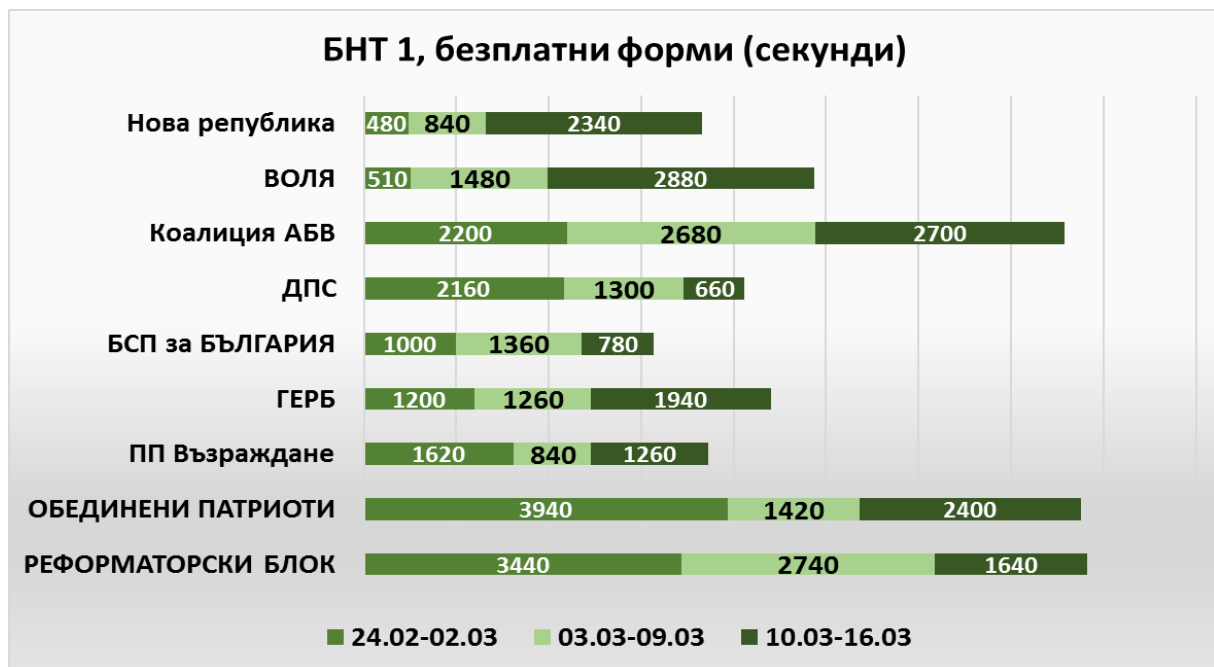 БНТ 1, безплатни форми (секунди)
Нова република 480 840 2340
ВОЛЯ 510 1480 2880
Коалиция АБВ 2200 2680 2700
ДПС 2160 1300 660
БСП за БЪЛГАРИЯ 1000 1360 780
ГЕРБ 1200 1260 1940
ПП Възраждане 1620 840 1260
ОБЕДИНЕНИ ПАТРИОТИ 3940 1420 2400
РЕФОРМАТОРСКИ БЛОК 3440 2740 1640
24.02-02.03 03.03-09.03 10.03-16.03